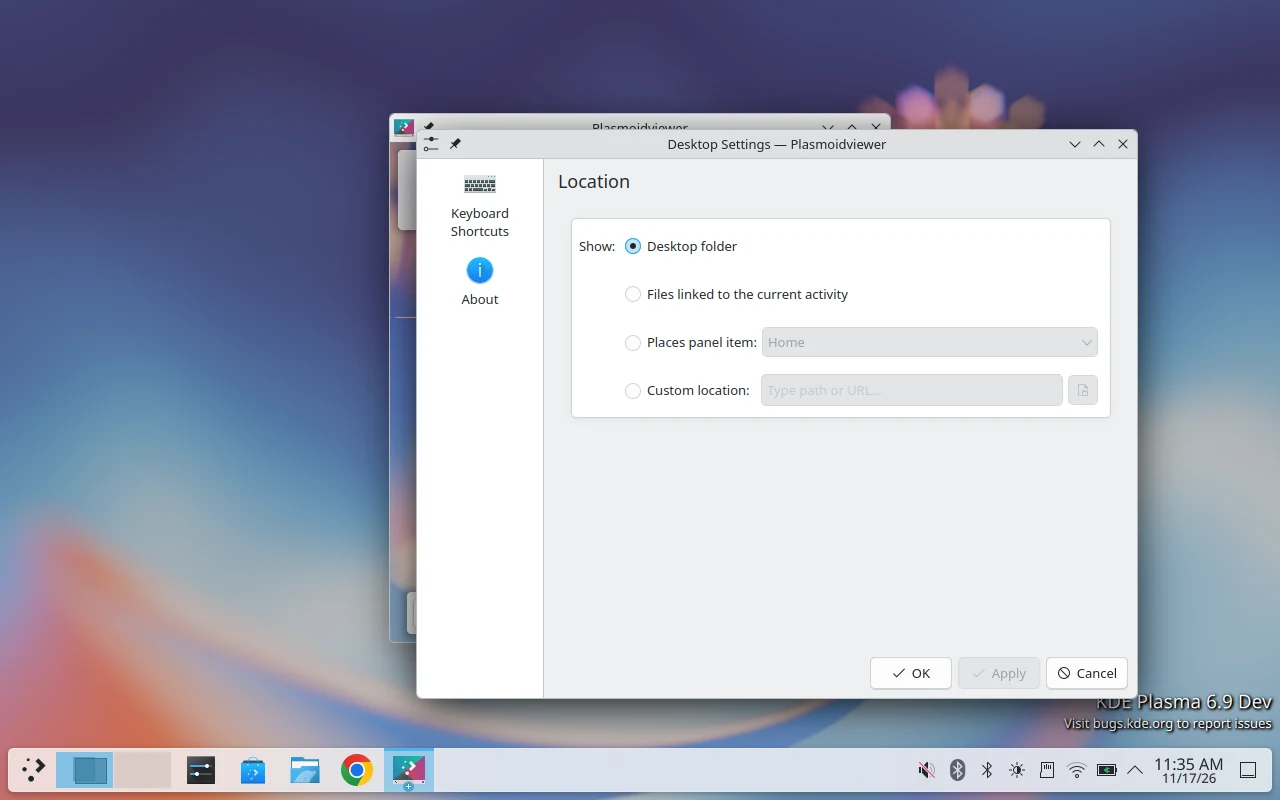 Plasmoidviewer
Desktop Settings — Plasmoidviewer
Keyboard
Shortcuts
About
Location
Show:
Desktop folder
Files linked to the current activity
Places panel item:
Home
Custom location:
Type path or URL...
OK
Apply
Cancel
KDE Plasma 6.9 Dev
Visit bugs.kde.org to report issues
11:35 AM
11/17/26